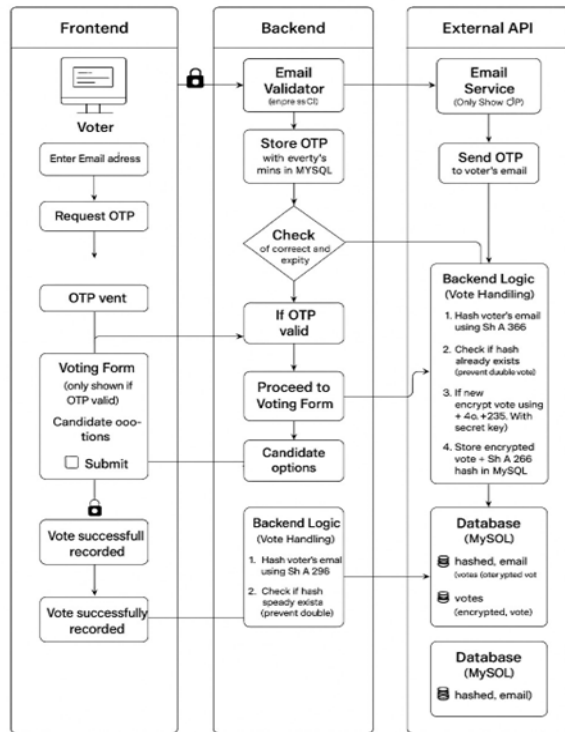 Frontend
Voter
Enter Email adress
Request OTP
OTP vent
Voting Form
(only shown if
OTP valid)
Candidate ooo-
tions
Submit
Vote successfull
recorded
Vote successfully
recorded
Backend
Email
Validator
Store OTP
with everty's
mins in MYSQL
Check
of correect and
expity
If OTP
valid
Proceed to
Voting Form
Candidate
options
Backend Logic
(Vote Handling)
1. Hash voter's emal
using Sh A 296
2. Check if hash
speady exists
(prevent double)
External API
Email
Service
(Only Show
Send OTP
to voter's email
Backend Logic
(Vote Handiling)
1. Hash voter's email
using Sh A 366
2. Check if hash
already exists
(prevent double vote)
3. If new
encrypt vote using
+ 4o. +235. With
secret key)
4. Store encrypted
vote + Sh A 266
hash in MySQL
Database
(MySOL)
hashed, email
(votes
votes
(encrypted, vote)
Database
(MySOL)
hashed, email)